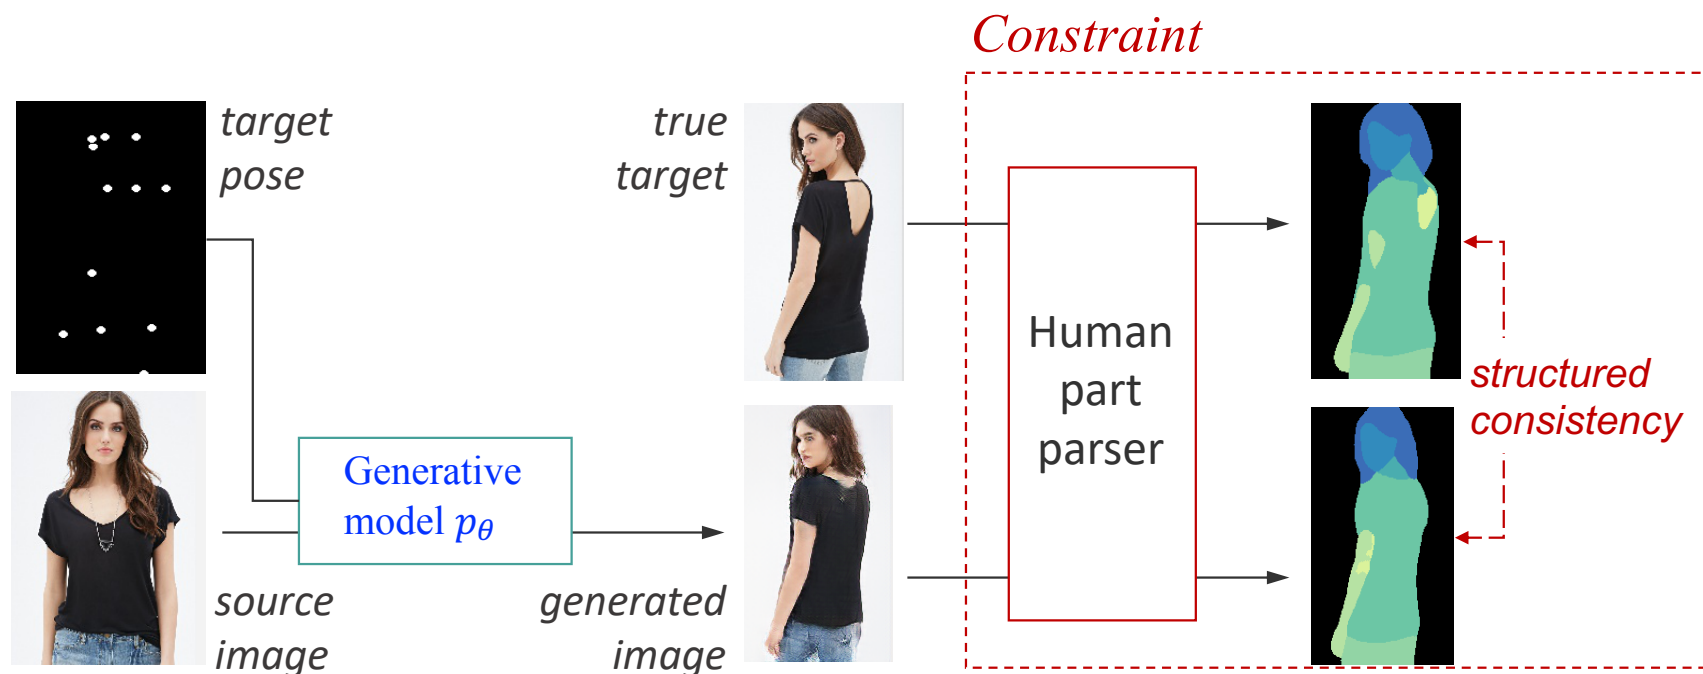 Constraint
target
pose
true
target
Human
part
parser
structured
consistency
Generative
model pθ
source
image
generated
image